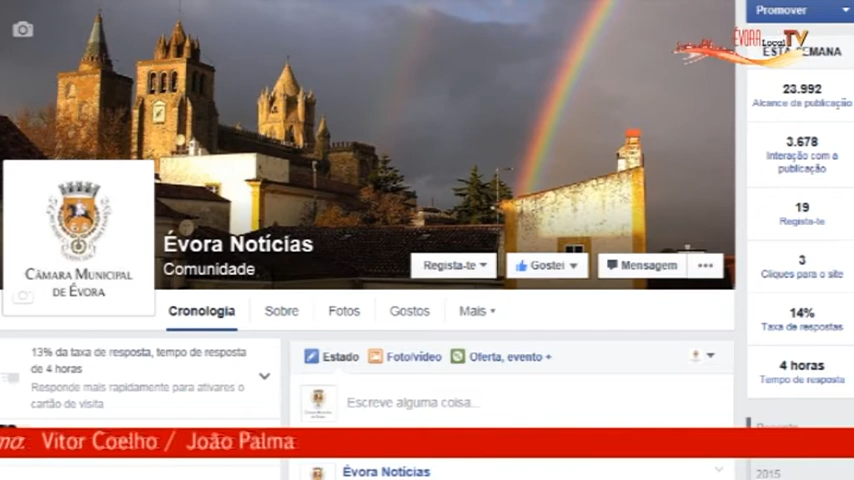 Promover
ÉVORA Local TV
ESTA SEMANA
23.992
Alcance da publicação
3.678
Interação com a
publicação
19
Regista-te
3
Cliques para o site
14%
Taxa de respostas
4 horas
Tempo de resposta
CÂMARA MUNICIPAL
DE ÉVORA
Évora Notícias
Comunidade
Regista-te
Gostei
Mensagem
Cronologia
Sobre
Fotos
Gostos
Mais
13% da taxa de resposta, tempo de resposta
de 4 horas
Responde mais rapidamente para ativares o
cartão de visita
Estado
Foto/vídeo
Oferta, evento +
Escreve alguma coisa...
Recente
Vitor Coelho / João Palma
Évora Notícias
2015